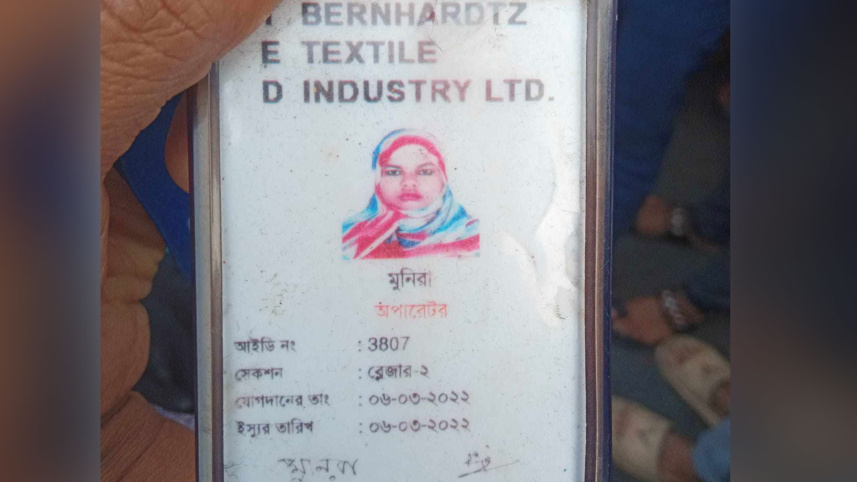 BERNHARDTZ
E TEXTILE
D INDUSTRY LTD.
মুনিরা
অপারেটর
আইডি নং : 3807
সেকশন : ব্লেজার-২
যোগদানের তাং : ০৬-০৩-২০২২
ইস্যুর তারিখ : ০৬-০৩-২০২২
মুনিরা